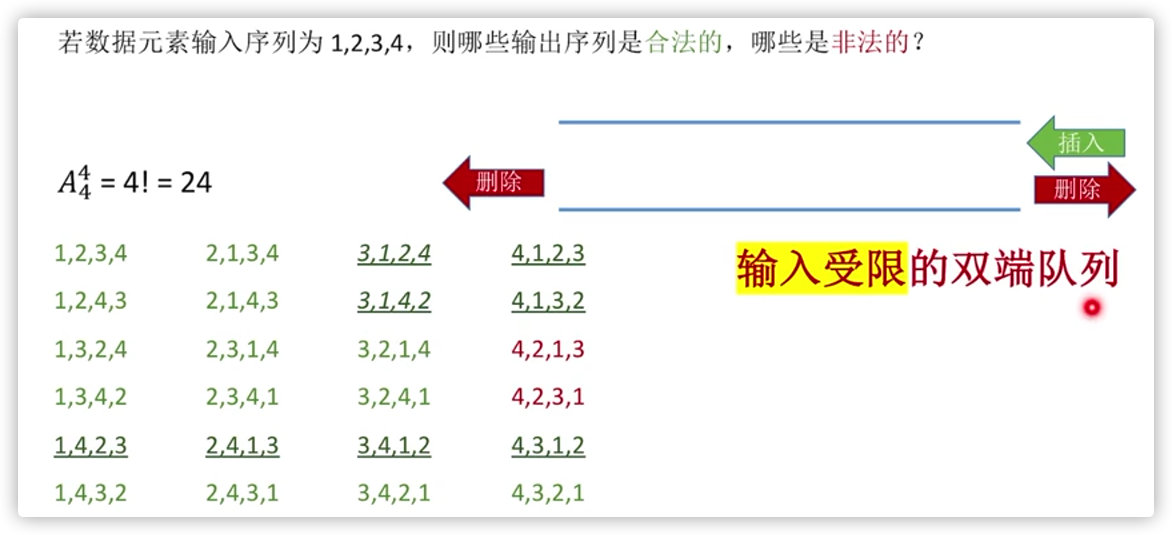 若数据元素输入序列为 1,2,3,4，则哪些输出序列是合法的，哪些是非法的？
插入
A₄⁴ = 4! = 24
删除
删除
1,2,3,4 2,1,3,4 3,1,2,4 4,1,2,3
输入受限的双端队列
1,2,4,3 2,1,4,3 3,1,4,2 4,1,3,2
1,3,2,4 2,3,1,4 3,2,1,4 4,2,1,3
1,3,4,2 2,3,4,1 3,2,4,1 4,2,3,1
1,4,2,3 2,4,1,3 3,4,1,2 4,3,1,2
1,4,3,2 2,4,3,1 3,4,2,1 4,3,2,1